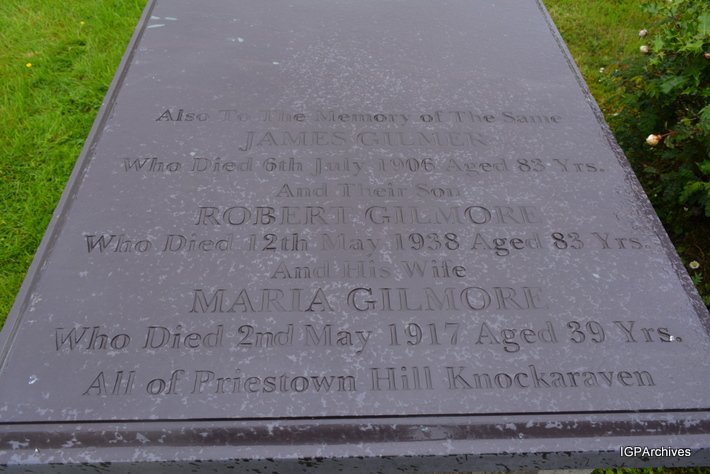 Also To The Memory of The Same
JAMES GILMER
Who Died 6th July 1906 Aged 83 Yrs.
And Their Son
ROBERT GILMORE
Who Died 12th May 1938 Aged 83 Yrs.
And His Wife
MARIA GILMORE
Who Died 2nd May 1917 Aged 39 Yrs.
All of Priestown Hill Knockaraven
IGPArchives